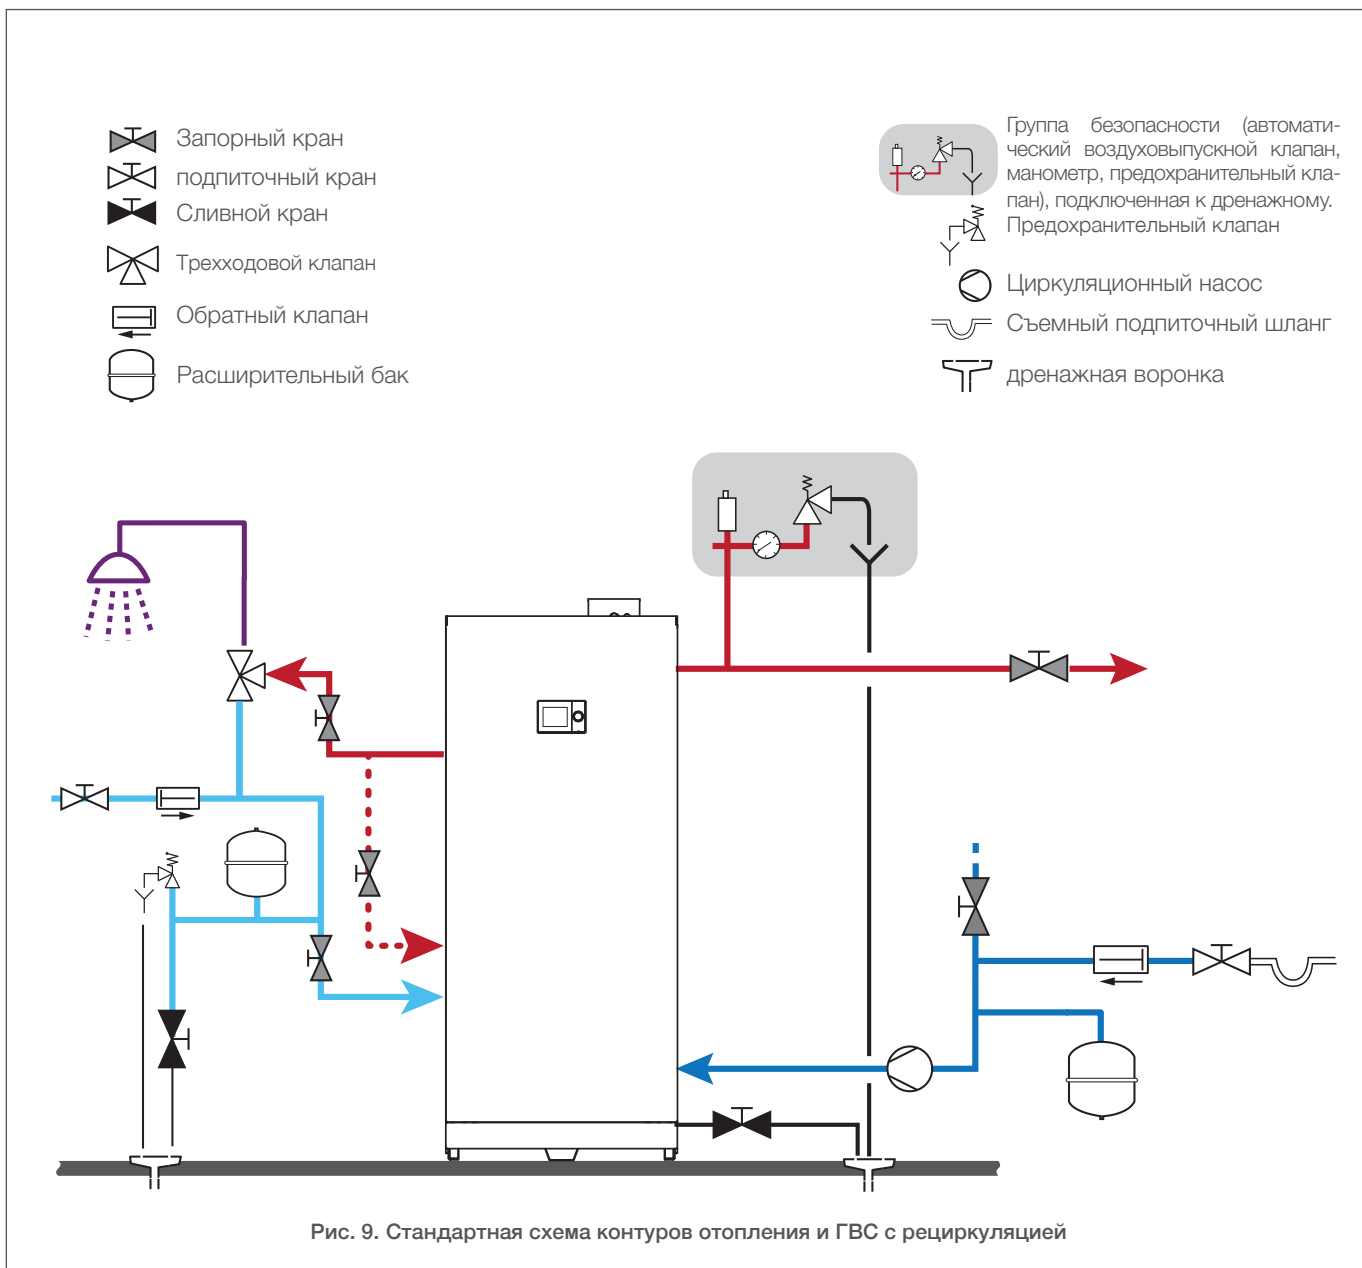 Запорный кран
подпиточный кран
Сливной кран
Трехходовой клапан
Обратный клапан
Расширительный бак
Группа безопасности (автомати-
ческий воздуховыпускной клапан,
манометр, предохранительный кла-
пан), подключенная к дренажному.
Предохранительный клапан
Циркуляционный насос
Съемный подпиточный шланг
дренажная воронка
Рис. 9. Стандартная схема контуров отопления и ГВС с рециркуляцией